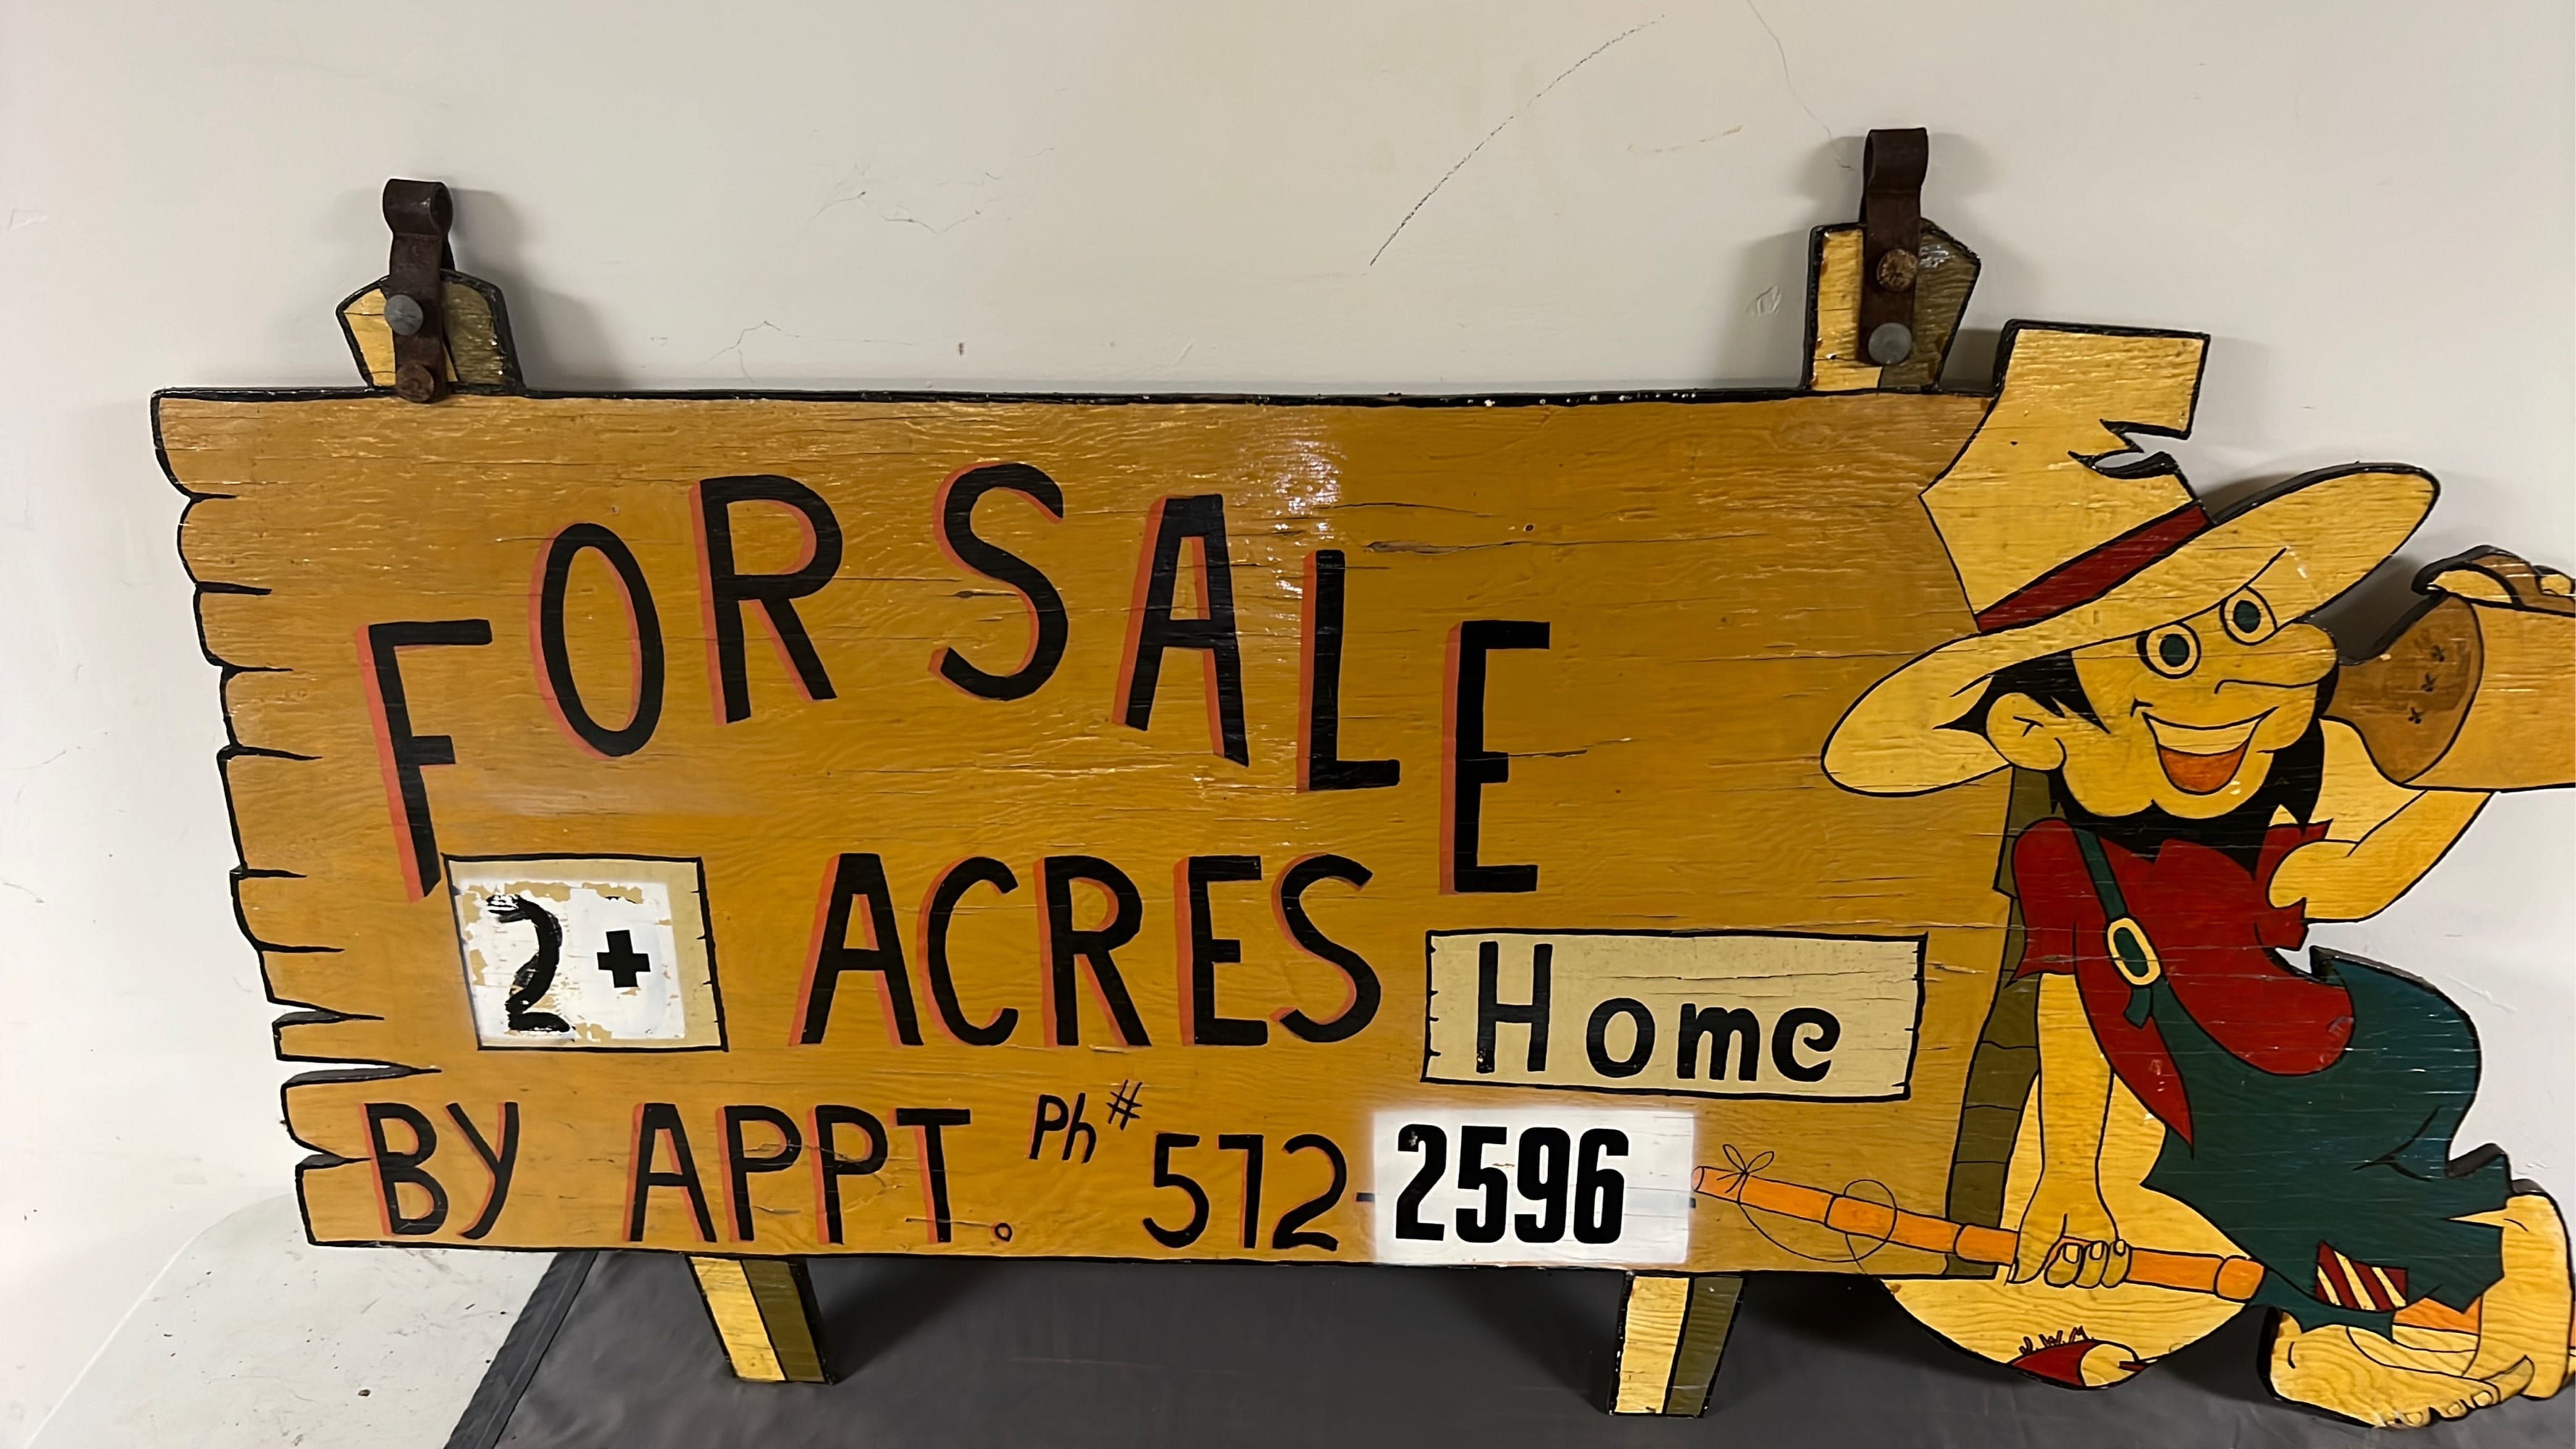 FOR SALE
2+ ACRES Home
BY APPT. Ph# 572-2596
J.W.M.